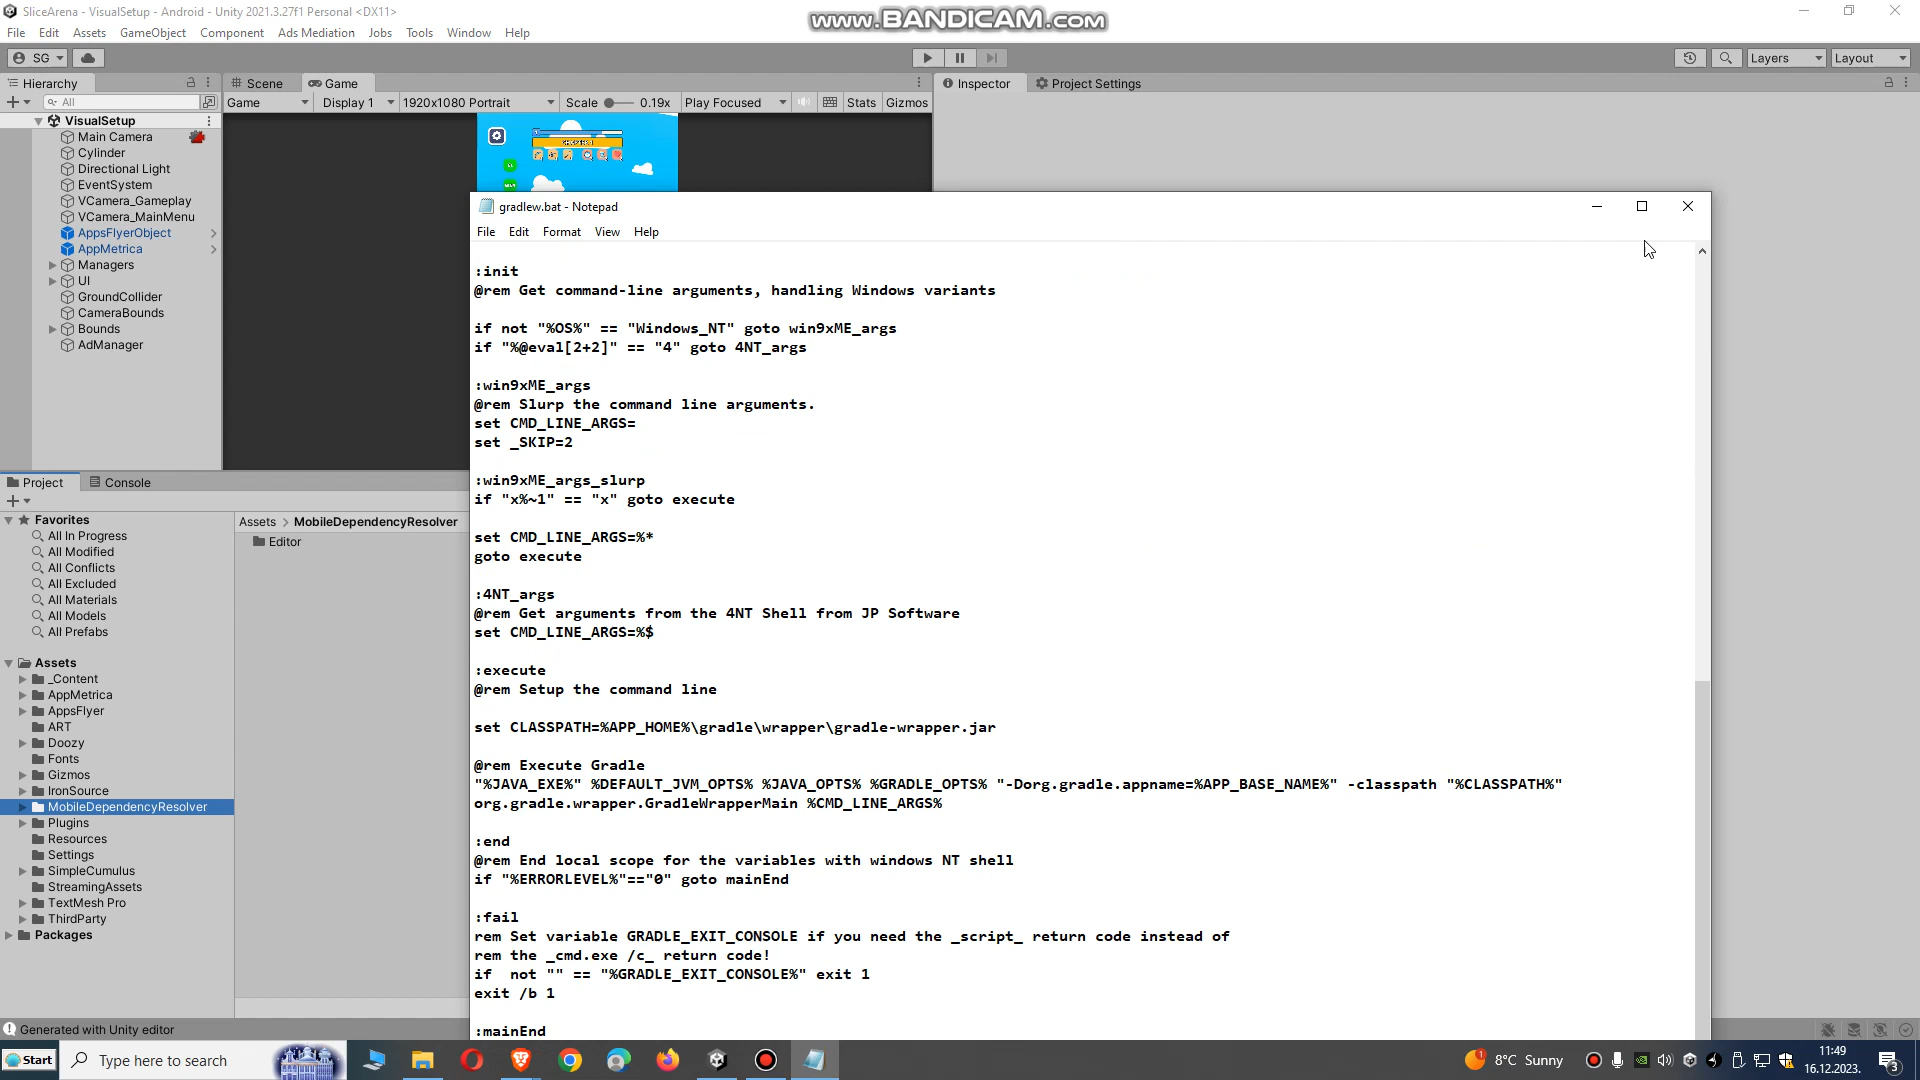 SliceArena - VisualSetup - Android - Unity 2021.3.27f1 Personal <DX11>
www.BANDICAM.com
File Edit Assets GameObject Component Ads Mediation Jobs Tools Window Help
SG
Layers Layout
Hierarchy
Scene Game
Inspector Project Settings
All
Game Display 1 1920x1080 Portrait Scale 0.19x Play Focused Stats Gizmos
VisualSetup
Main Camera
Cylinder
Directional Light
EventSystem
VCamera_Gameplay
VCamera_MainMenu
AppsFlyerObject
AppMetrica
Managers
UI
GroundCollider
CameraBounds
Bounds
AdManager
gradlew.bat - Notepad
File Edit Format View Help
:init
@rem Get command-line arguments, handling Windows variants
if not "%OS%" == "Windows_NT" goto win9xME_args
if "%@eval[2+2]" == "4" goto 4NT_args
:win9xME_args
@rem Slurp the command line arguments.
set CMD_LINE_ARGS=
set _SKIP=2
:win9xME_args_slurp
if "x%~1" == "x" goto execute
set CMD_LINE_ARGS=%*
goto execute
:4NT_args
@rem Get arguments from the 4NT Shell from JP Software
set CMD_LINE_ARGS=%$
:execute
@rem Setup the command line
set CLASSPATH=%APP_HOME%\gradle\wrapper\gradle-wrapper.jar
@rem Execute Gradle
"%JAVA_EXE%" %DEFAULT_JVM_OPTS% %JAVA_OPTS% %GRADLE_OPTS% "-Dorg.gradle.appname=%APP_BASE_NAME%" -classpath "%CLASSPATH%"
org.gradle.wrapper.GradleWrapperMain %CMD_LINE_ARGS%
:end
@rem End local scope for the variables with windows NT shell
if "%ERRORLEVEL%"=="0" goto mainEnd
:fail
rem Set variable GRADLE_EXIT_CONSOLE if you need the _script_ return code instead of
rem the _cmd.exe /c_ return code!
if  not "" == "%GRADLE_EXIT_CONSOLE%" exit 1
exit /b 1
:mainEnd
Project Console
Favorites
All In Progress
All Modified
All Conflicts
All Excluded
All Materials
All Models
All Prefabs
Assets
_Content
AppMetrica
AppsFlyer
ART
Doozy
Fonts
Gizmos
IronSource
MobileDependencyResolver
Plugins
Resources
Settings
SimpleCumulus
StreamingAssets
TextMesh Pro
ThirdParty
Packages
Assets > MobileDependencyResolver
Editor
Generated with Unity editor
Start
Type here to search
1
8°C Sunny
11:49
16.12.2023.
3